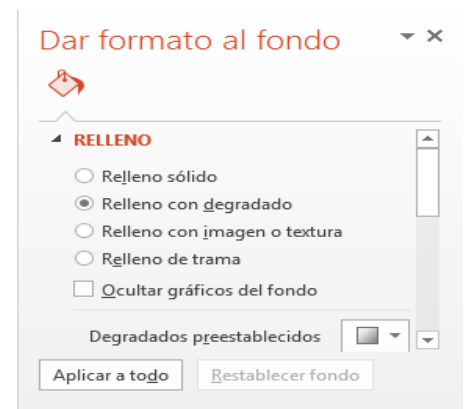 Dar formato al fondo
RELLENO
Relleno sólido
Relleno con degradado
Relleno con imagen o textura
Relleno de trama
Ocultar gráficos del fondo
Degradados preestablecidos
Aplicar a todo Restablecer fondo